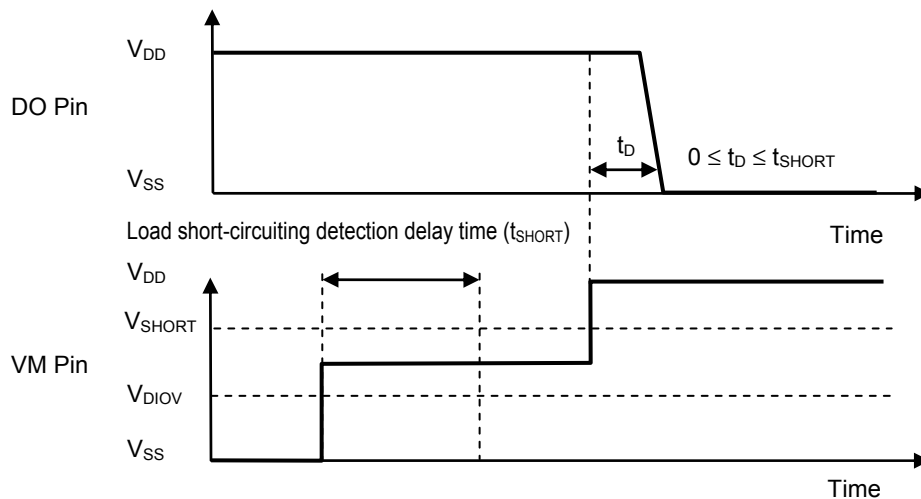 V_DD
DO Pin
t_D
0 ≤ t_D ≤ t_SHORT
V_SS
Load short-circuiting detection delay time (t_SHORT)
Time
V_DD
V_SHORT
VM Pin
V_DIOV
V_SS
Time